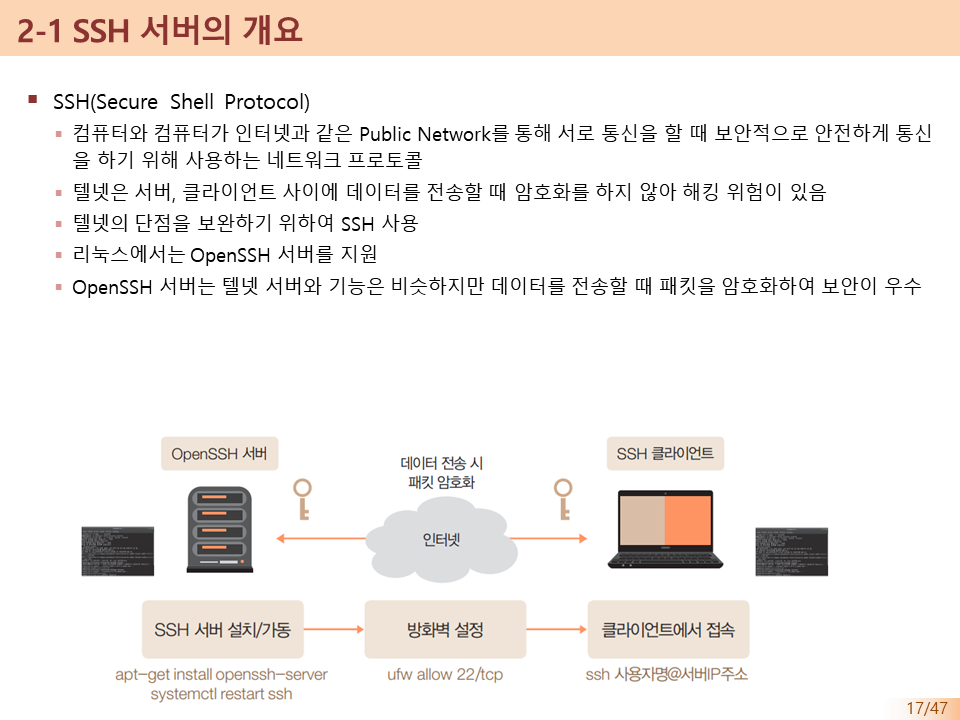 2-1 SSH 서버의 개요
SSH(Secure Shell Protocol)
컴퓨터와 컴퓨터가 인터넷과 같은 Public Network를 통해 서로 통신을 할 때 보안적으로 안전하게 통신
을 하기 위해 사용하는 네트워크 프로토콜
텔넷은 서버, 클라이언트 사이에 데이터를 전송할 때 암호화를 하지 않아 해킹 위험이 있음
텔넷의 단점을 보완하기 위하여 SSH 사용
리눅스에서는 OpenSSH 서버를 지원
OpenSSH 서버는 텔넷 서버와 기능은 비슷하지만 데이터를 전송할 때 패킷을 암호화하여 보안이 우수
OpenSSH 서버
데이터 전송 시
패킷 암호화
SSH 클라이언트
인터넷
SSH 서버 설치/가동
방화벽 설정
클라이언트에서 접속
apt-get install openssh-server
systemctl restart ssh
ufw allow 22/tcp
ssh 사용자명@서버IP주소
17/47